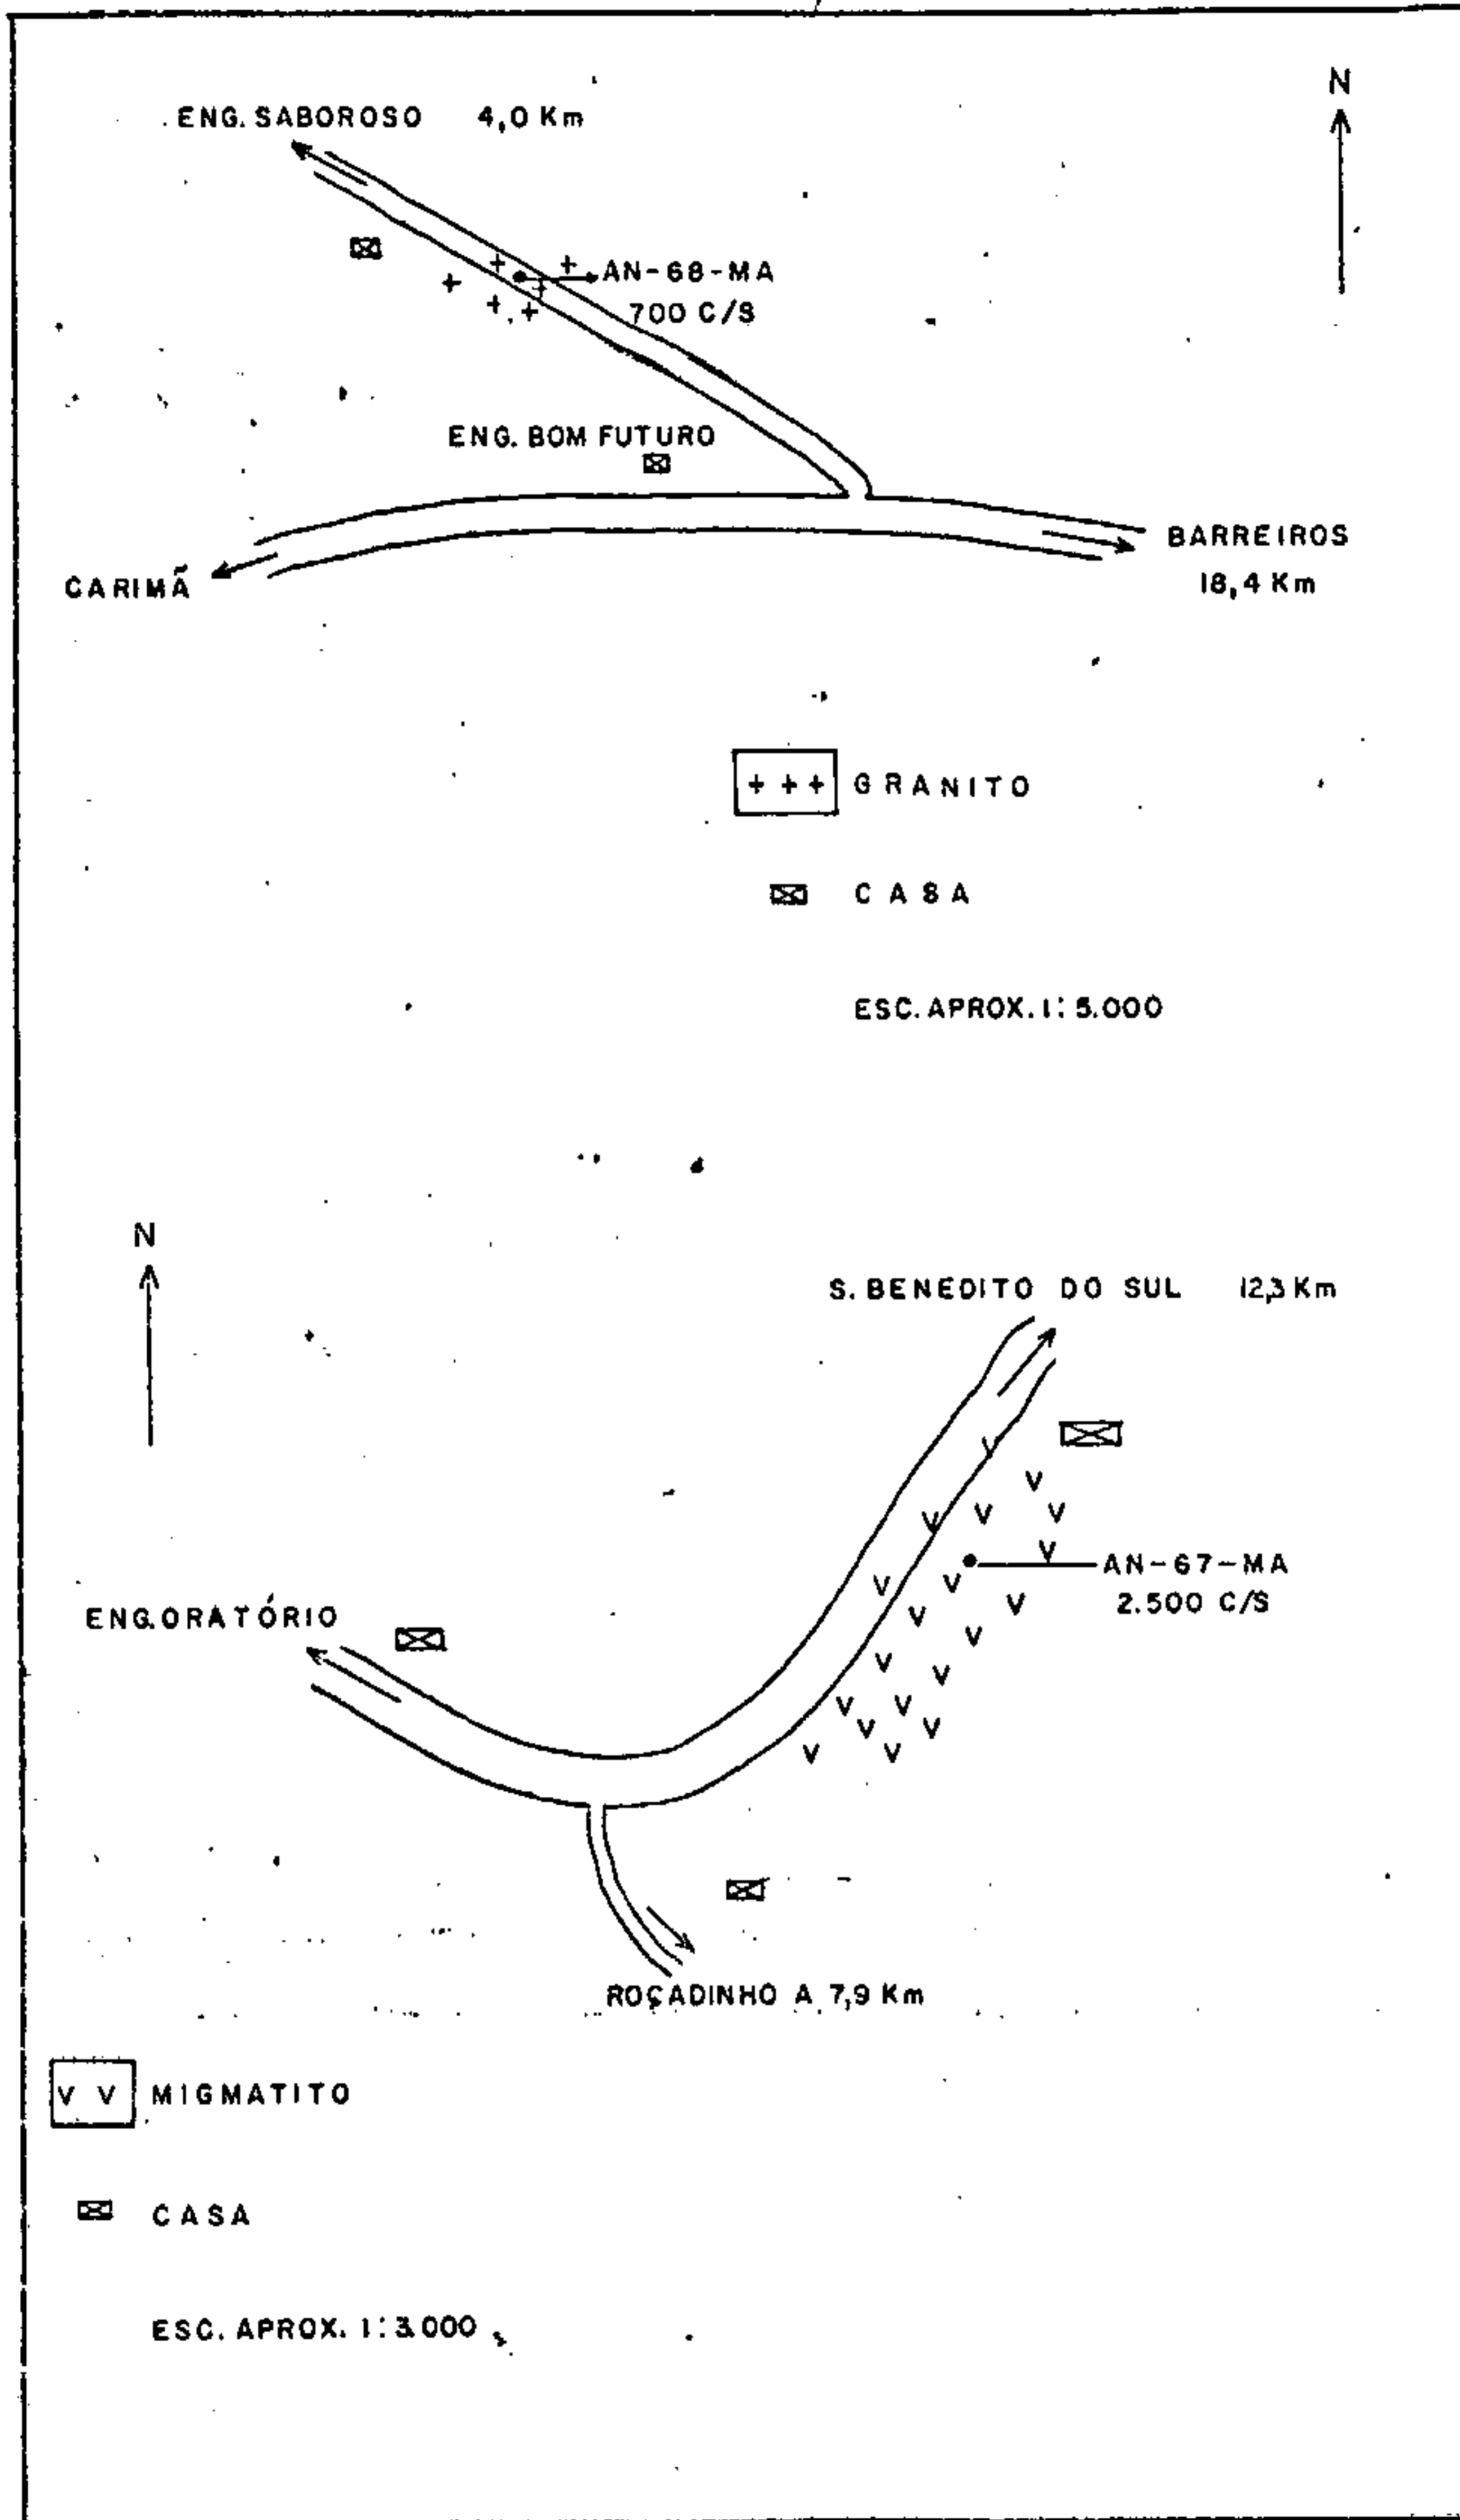 N
ENG. SABOROSO 4,0 Km
AN-68-MA
700 C/S
ENG. BOM FUTURO
BARREIROS
18,4 Km
CARIMÃ
+ + + GRANITO
CASA
ESC. APROX. 1:5.000
N
S. BENEDITO DO SUL 12,3 Km
AN-67-MA
2.500 C/S
ENG. ORATÓRIO
ROÇADINHO A 7,9 Km
V V MIGMATITO
CASA
ESC. APROX. 1:3.000